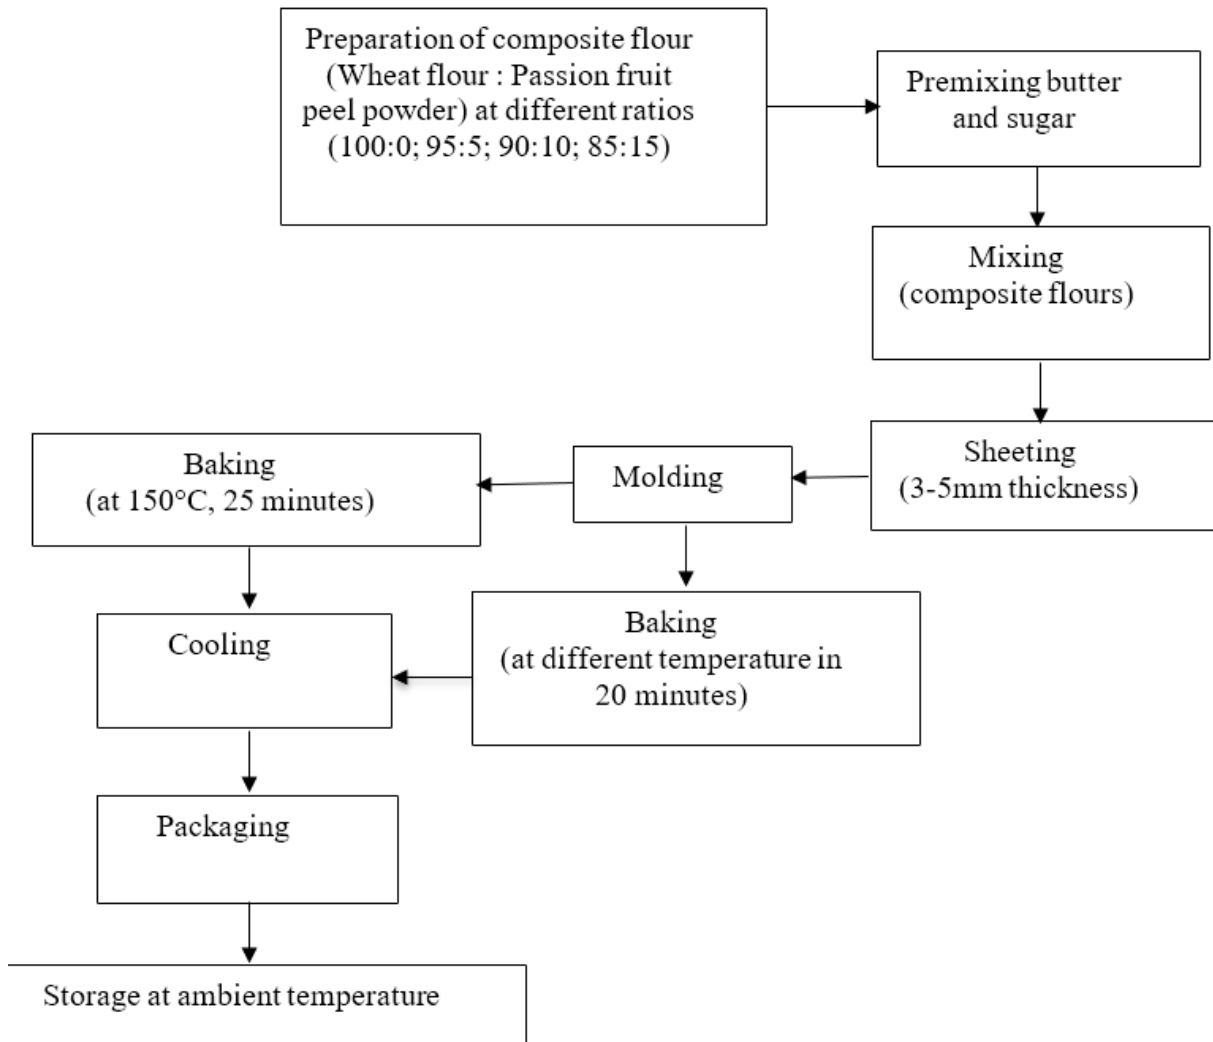 Preparation of composite flour
(Wheat flour : Passion fruit
peel powder) at different ratios
(100:0; 95:5; 90:10; 85:15)
Premixing butter
and sugar
Mixing
(composite flours)
Sheeting
(3-5mm thickness)
Molding
Baking
(at 150°C, 25 minutes)
Baking
(at different temperature in
20 minutes)
Cooling
Packaging
Storage at ambient temperature